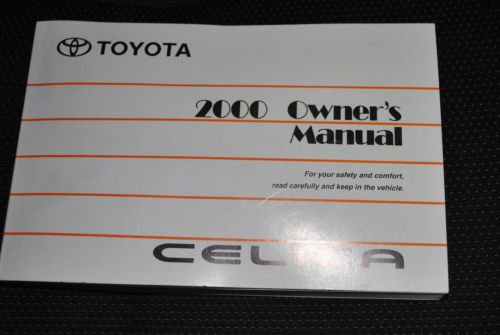 TOYOTA
2000 Owner's
Manual
For your safety and comfort,
read carefully and keep in the vehicle.
CELICA